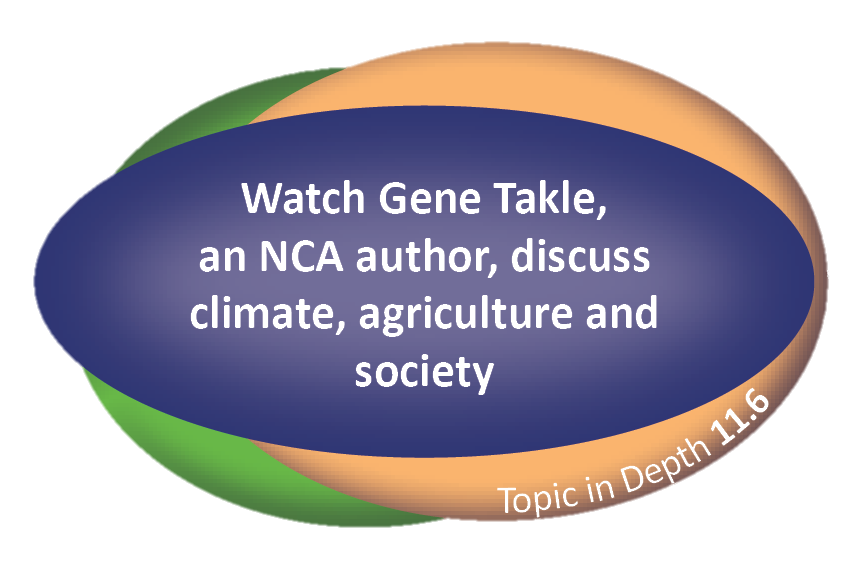 Watch Gene Takle,
an NCA author, discuss
climate, agriculture and
society
Topic in Depth 11.6